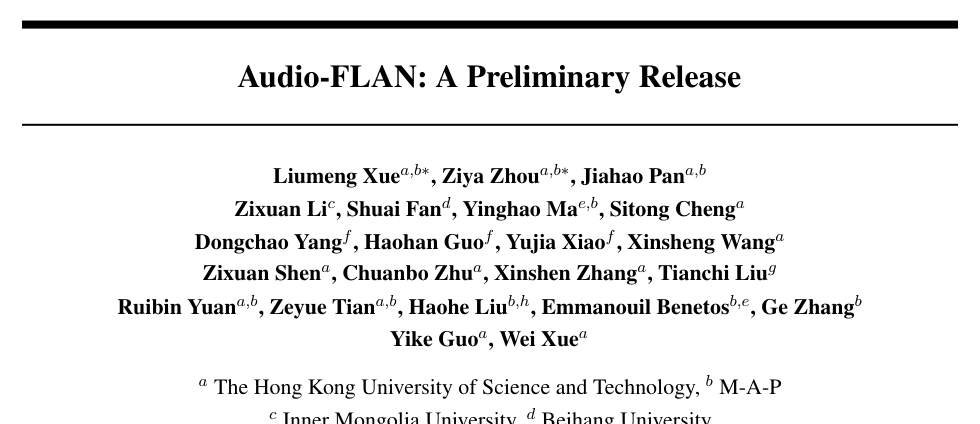 Audio-FLAN: A Preliminary Release
Liumeng Xue^{a,b∗}, Ziya Zhou^{a,b∗}, Jiahao Pan^{a,b}
Zixuan Li^{c}, Shuai Fan^{d}, Yinghao Ma^{e,b}, Sitong Cheng^{a}
Dongchao Yang^{f}, Haohan Guo^{f}, Yujia Xiao^{f}, Xinsheng Wang^{a}
Zixuan Shen^{a}, Chuanbo Zhu^{a}, Xinshen Zhang^{a}, Tianchi Liu^{g}
Ruibin Yuan^{a,b}, Zeyue Tian^{a,b}, Haohe Liu^{b,h}, Emmanouil Benetos^{b,e}, Ge Zhang^{b}
Yike Guo^{a}, Wei Xue^{a}
^{a} The Hong Kong University of Science and Technology, ^{b} M-A-P
^{c} Inner Mongolia University, ^{d} Beihang University